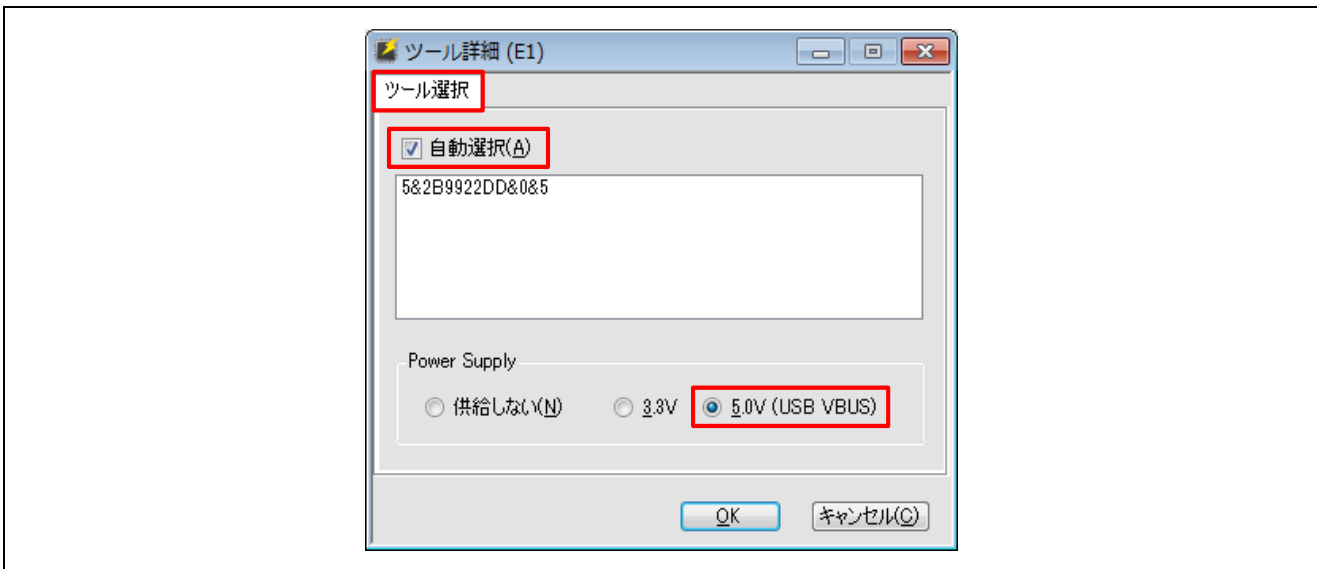 ツール詳細 (E1)
ツール選択
自動選択(A)
5&2B9922DD&0&5
Power Supply
供給しない(N) 3.3V 5.0V (USB VBUS)
OK キャンセル(C)